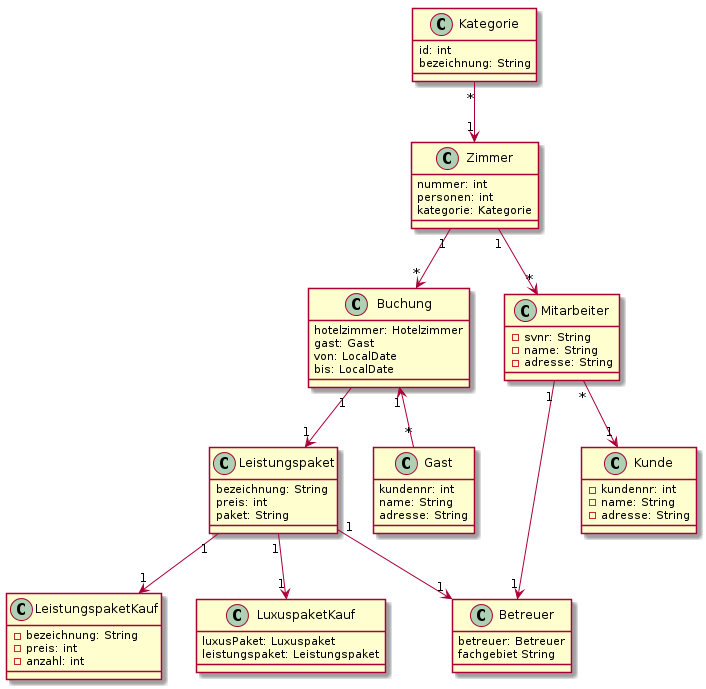 C Kategorie
id: int
bezeichnung: String
*
1
C Zimmer
nummer: int
personen: int
kategorie: Kategorie
1
1
*
*
C Buchung
hotelzimmer: Hotelzimmer
gast: Gast
von: LocalDate
bis: LocalDate
C Mitarbeiter
svnr: String
name: String
adresse: String
1
1
1
*
1
*
1
C Leistungspaket
bezeichnung: String
preis: int
paket: String
C Gast
kundennr: int
name: String
adresse: String
C Kunde
kundennr: int
name: String
adresse: String
1
1
1
1
1
1
1
C LeistungspaketKauf
bezeichnung: String
preis: int
anzahl: int
C LuxuspaketKauf
luxusPaket: Luxuspaket
leistungspaket: Leistungspaket
C Betreuer
betreuer: Betreuer
fachgebiet String